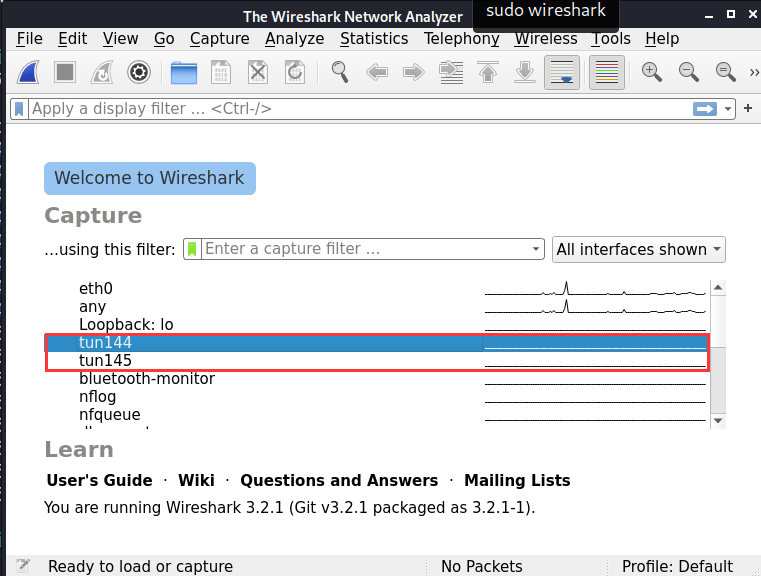 The Wireshark Network Analyzer
sudo wireshark
File Edit View Go Capture Analyze Statistics Telephony Wireless Tools Help
Apply a display filter … <Ctrl-/>
Welcome to Wireshark
Capture
…using this filter: Enter a capture filter … All interfaces shown
eth0
any
Loopback: lo
tun144
tun145
bluetooth-monitor
nflog
nfqueue
Learn
User's Guide · Wiki · Questions and Answers · Mailing Lists
You are running Wireshark 3.2.1 (Git v3.2.1 packaged as 3.2.1-1).
Ready to load or capture No Packets Profile: Default